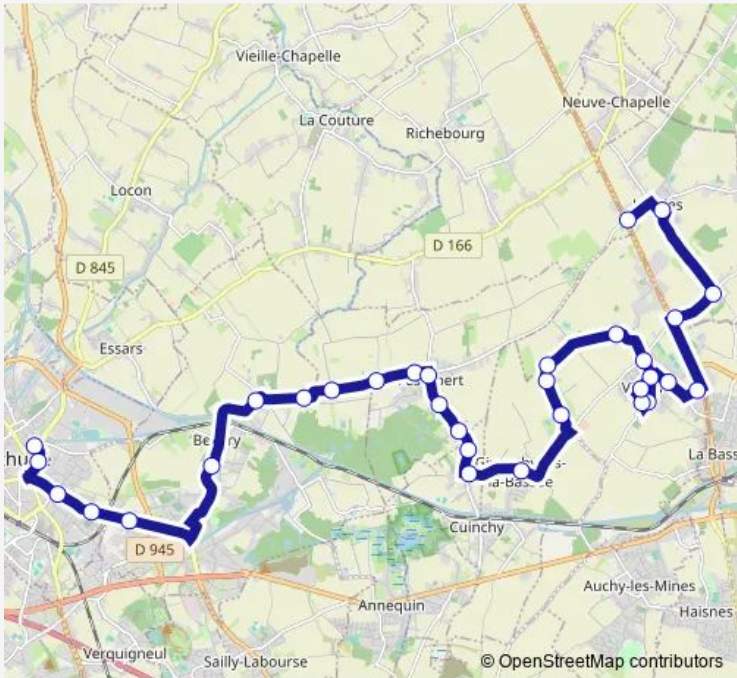 Vieille-Chapelle
La Couture
Richebourg
Neuve-Chapelle
Locon
D 166
D 845
Essars
Cuinchy
D 945
Annequin
Auchy-les-Mines
Haisnes
Verquigneul
Sailly-Labourse
La Bass
© OpenStreetMap contributors